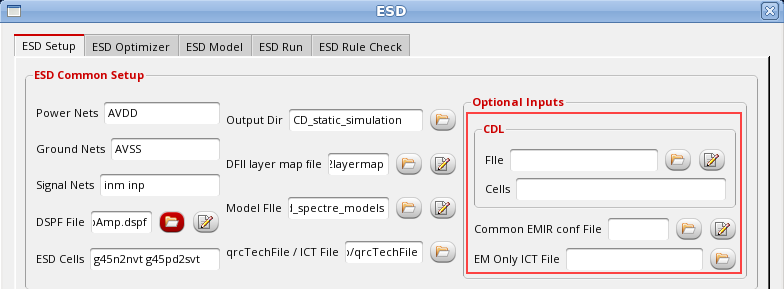 ESD
ESD Setup ESD Optimizer ESD Model ESD Run ESD Rule Check
ESD Common Setup
Power Nets AVDD
Ground Nets AVSS
Signal Nets inm inp
DSPF File oAmp.dspf
ESD Cells g45n2nvt g45pd2svt
Output Dir CD_static_simulation
DFII layer map file 2layermap
Model FIle d_spectre_models
qrcTechFile / ICT File o/qrcTechFile
Optional Inputs
CDL
FIle
Cells
Common EMIR conf File
EM Only ICT File